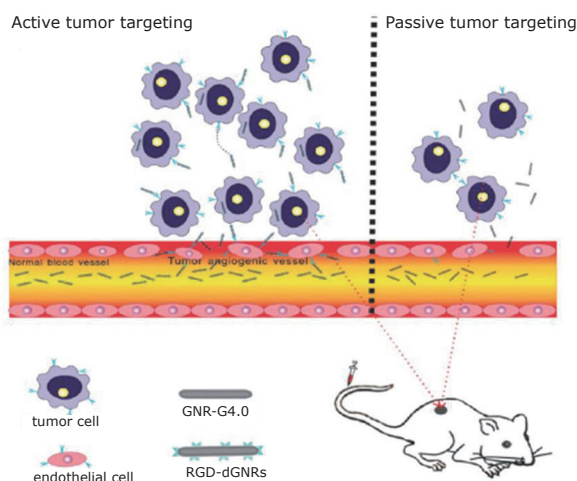 Active tumor targeting
Passive tumor targeting
Normal blood vessel
Tumor angiogenic vessel
tumor cell
GNR-G4.0
endothelial cell
RGD-dGNRs